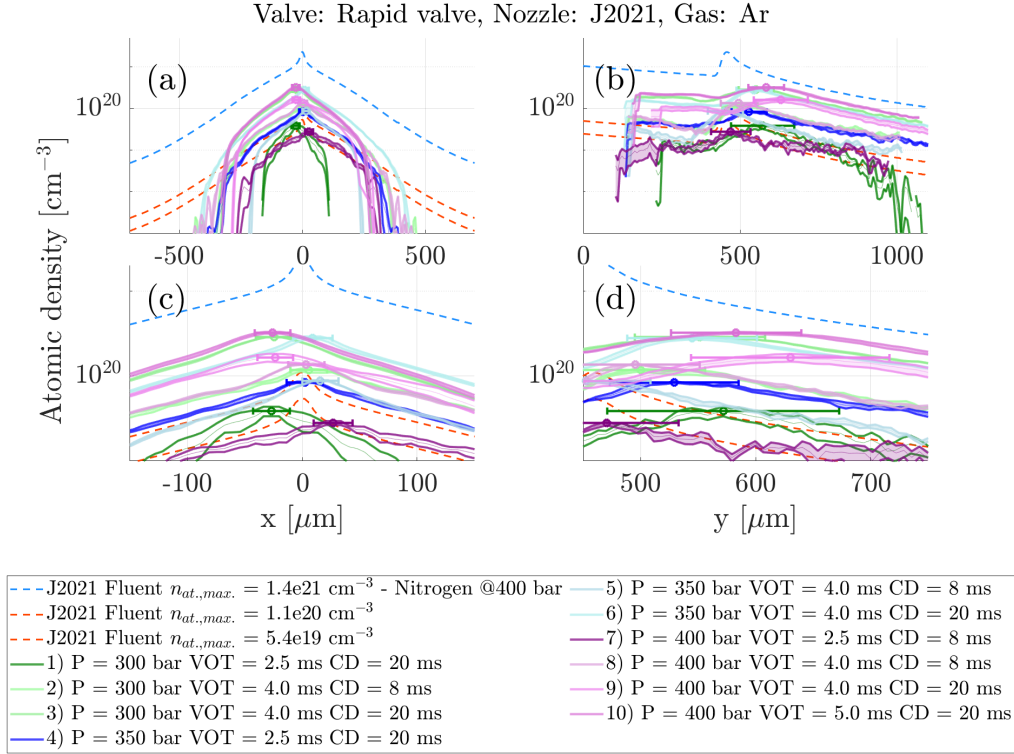 Valve: Rapid valve, Nozzle: J2021, Gas: Ar
(a)
(b)
10^20
10^20
-500 0 500
0 500 1000
Atomic density [cm^−3]
(c)
(d)
10^20
10^20
-100 0 100
500 600 700
x [μm]
y [μm]
J2021 Fluent n_at.,max. = 1.4e21 cm^−3 - Nitrogen @400 bar
J2021 Fluent n_at.,max. = 1.1e20 cm^−3
J2021 Fluent n_at.,max. = 5.4e19 cm^−3
1) P = 300 bar VOT = 2.5 ms CD = 20 ms
2) P = 300 bar VOT = 4.0 ms CD = 8 ms
3) P = 300 bar VOT = 4.0 ms CD = 20 ms
4) P = 350 bar VOT = 2.5 ms CD = 20 ms
5) P = 350 bar VOT = 4.0 ms CD = 8 ms
6) P = 350 bar VOT = 4.0 ms CD = 20 ms
7) P = 400 bar VOT = 2.5 ms CD = 8 ms
8) P = 400 bar VOT = 4.0 ms CD = 8 ms
9) P = 400 bar VOT = 4.0 ms CD = 20 ms
10) P = 400 bar VOT = 5.0 ms CD = 20 ms